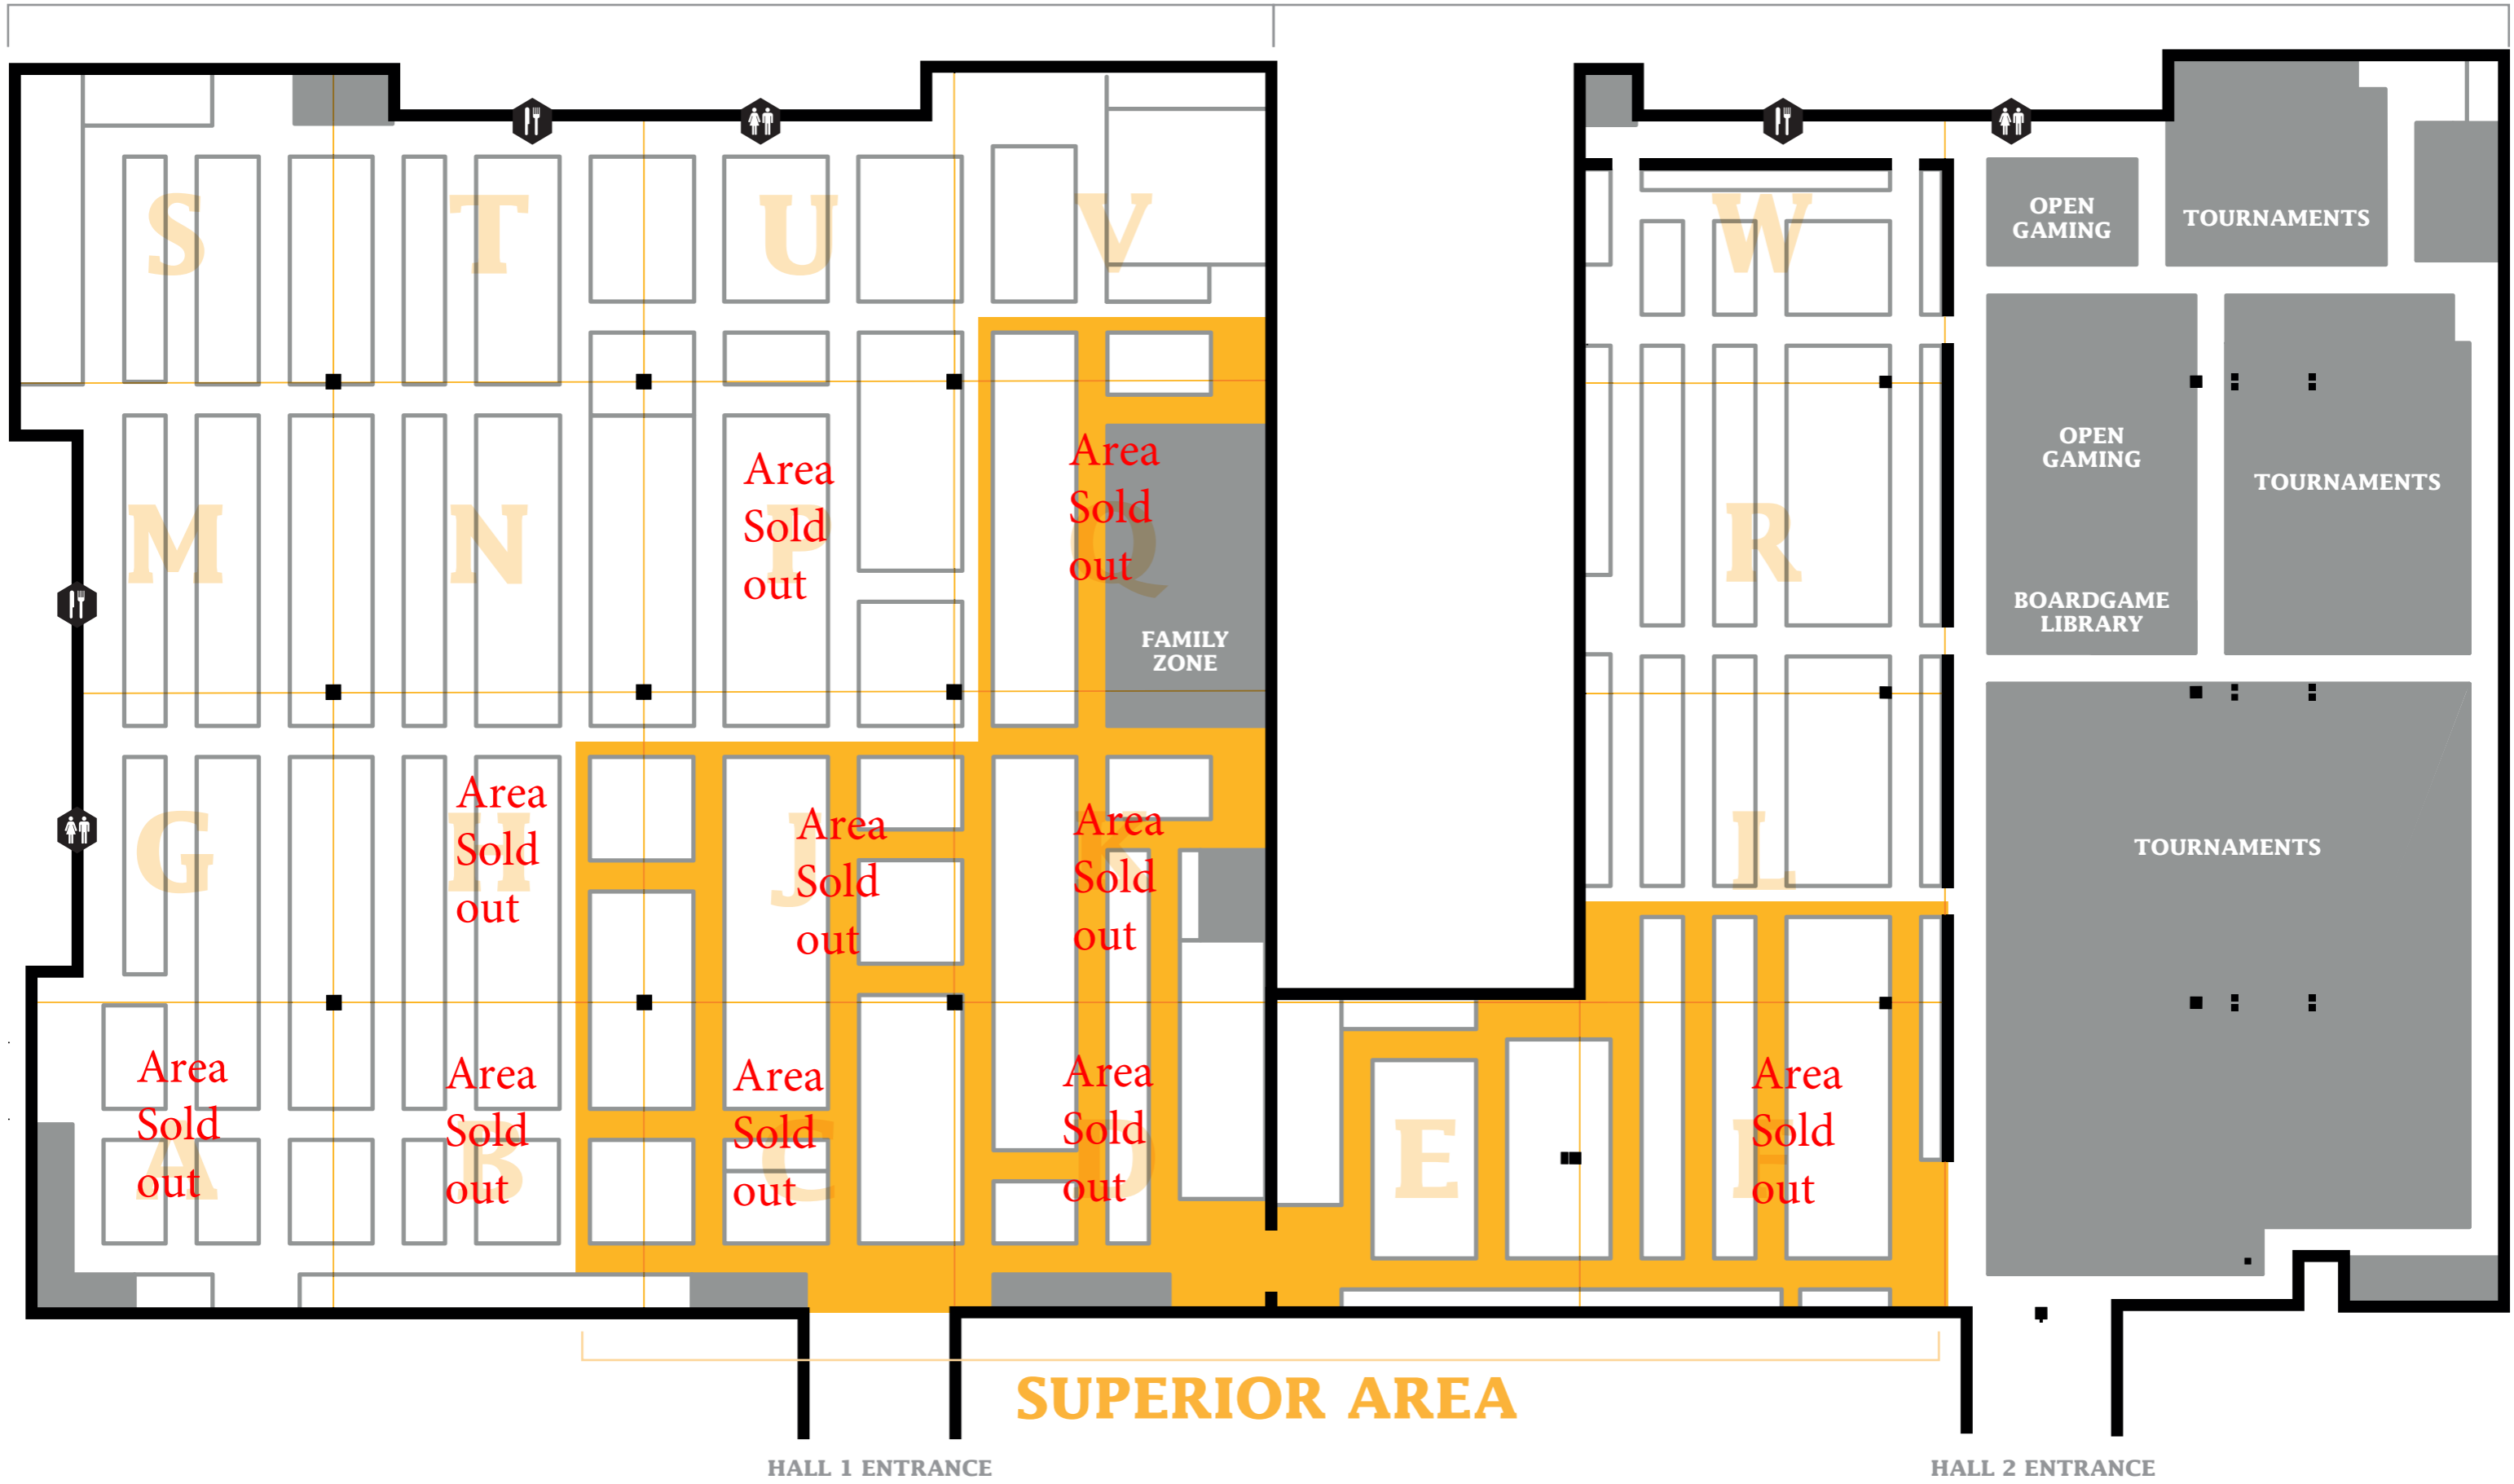 S
T
U
V
W
OPEN
GAMING
TOURNAMENTS
M
N
Area
Sold
out
P
Area
Sold
out
Q
FAMILY
ZONE
R
OPEN
GAMING
BOARDGAME
LIBRARY
TOURNAMENTS
G
Area
Sold
out
H
Area
Sold
out
J
Area
Sold
out
K
L
TOURNAMENTS
Area
Sold
out
A
Area
Sold
out
B
Area
Sold
out
C
Area
Sold
out
D
E
Area
Sold
out
F
SUPERIOR AREA
HALL 1 ENTRANCE
HALL 2 ENTRANCE